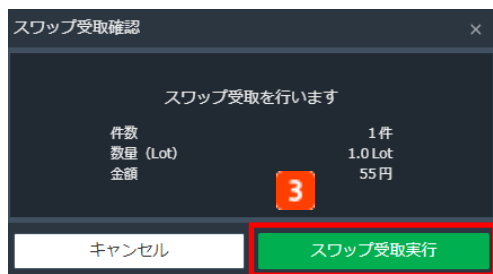 スワップ受取確認 ×
スワップ受取を行います
件数 1件
数量（Lot） 1.0 Lot
金額 55円
3
キャンセル スワップ受取実行